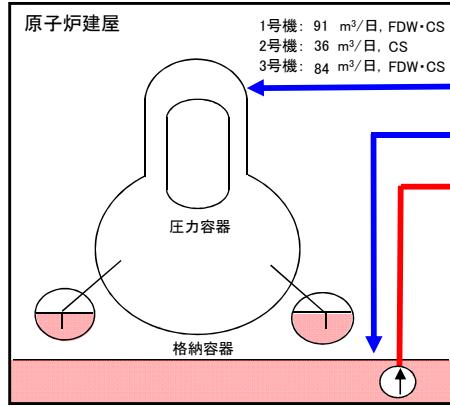 原子炉建屋
1号機: 91 m³/日, FDW・CS
2号機: 36 m³/日, CS
3号機: 84 m³/日, FDW・CS
圧力容器
格納容器